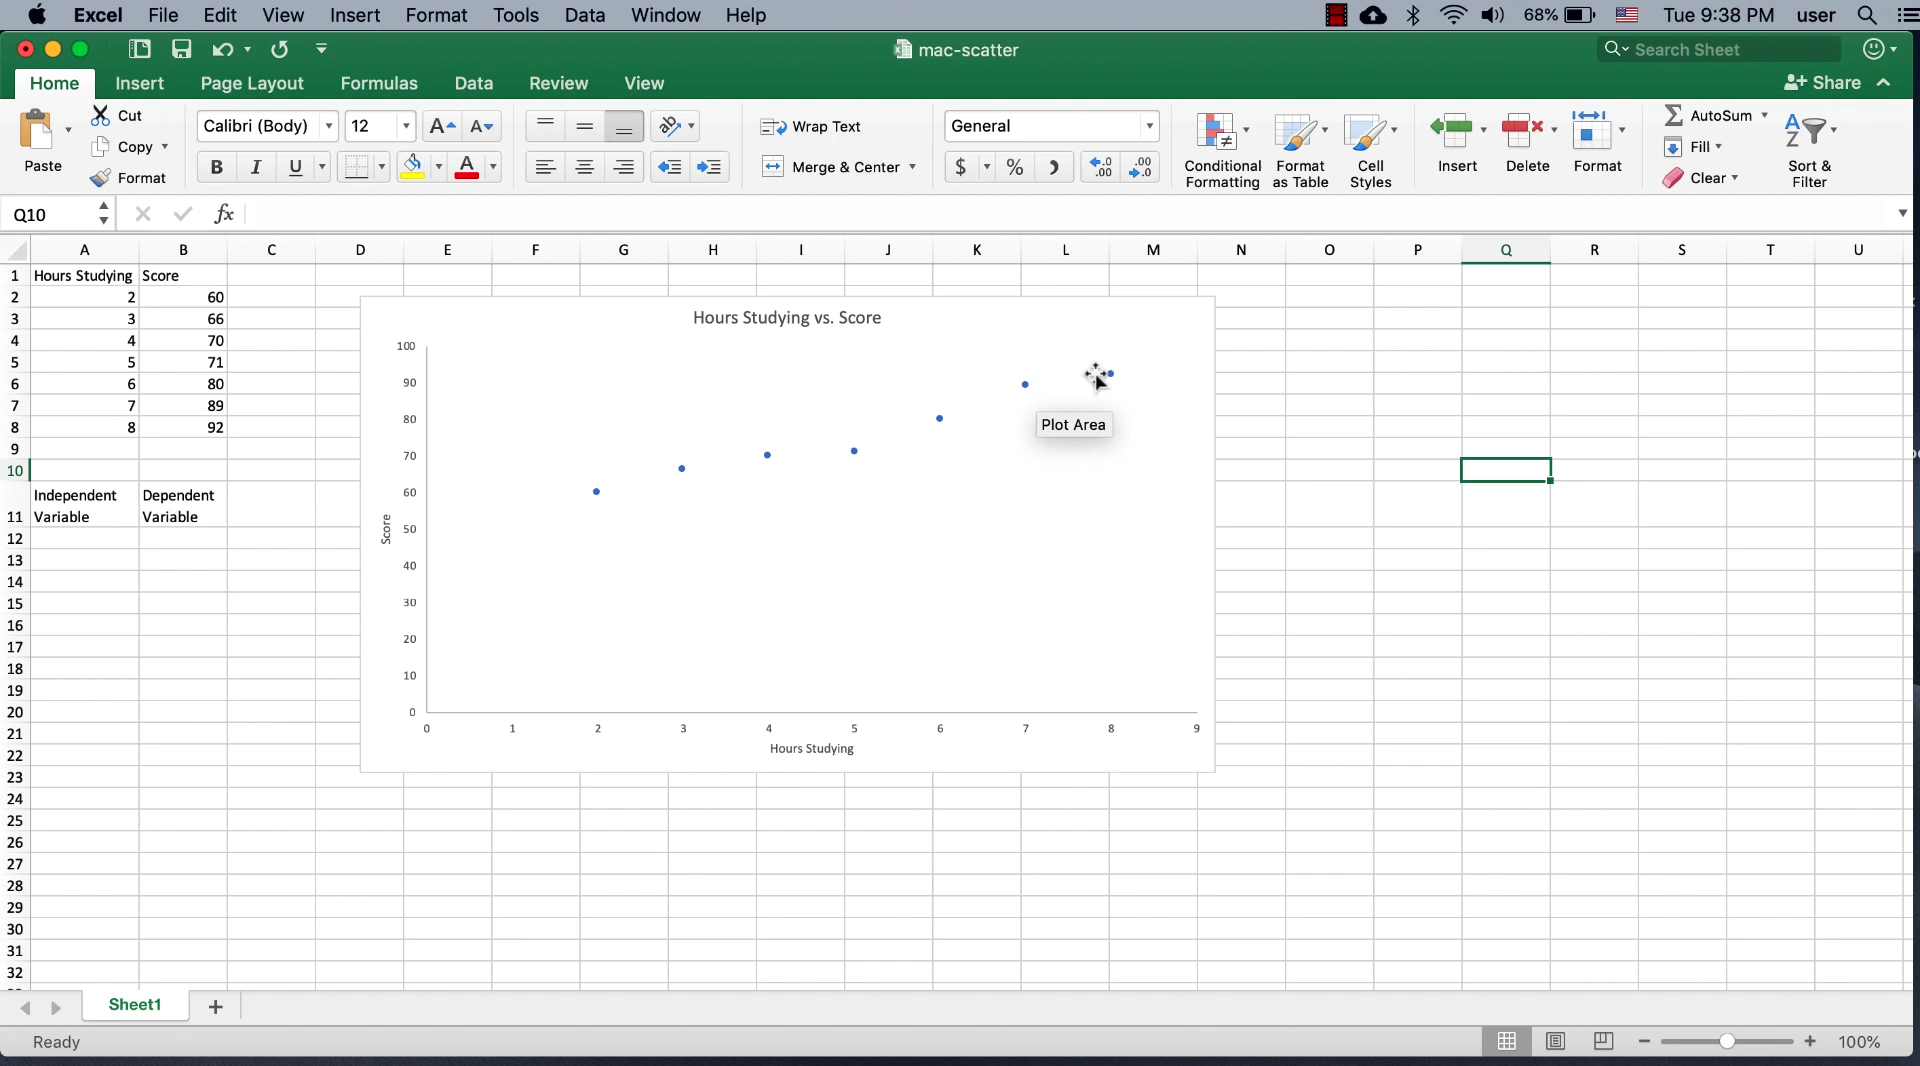 Excel File Edit View Insert Format Tools Data Window Help 68% Tue 9:38 PM user
mac-scatter Search Sheet
Home Insert Page Layout Formulas Data Review View Share
Paste
Cut
Copy
Format
Calibri (Body) 12
B I U A
Wrap Text
Merge & Center
General
$ %
Conditional Formatting
Format as Table
Cell Styles
Insert
Delete
Format
AutoSum
Fill
Clear
Sort & Filter
Q10 fx
A B C D E F G H I J K L M N O P Q R S T U
1 Hours Studying Score
2 2 60
3 3 66
4 4 70
5 5 71
6 6 80
7 7 89
8 8 92
9
10
11 Independent Variable Dependent Variable
12
13
14
15
16
17
18
19
20
21
22
23
24
25
26
27
28
29
30
31
32
Hours Studying vs. Score
100
90
80
70
60
50
40
30
20
10
0
Score
0 1 2 3 4 5 6 7 8 9
Hours Studying
Plot Area
Sheet1 +
Ready 100%